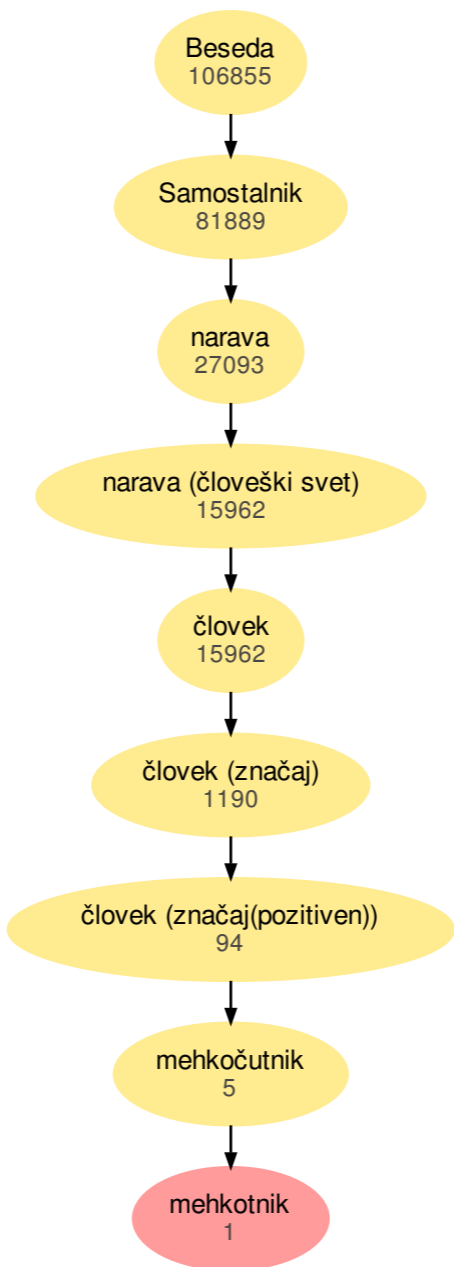 Beseda
106855
Samostalnik
81889
narava
27093
narava (človeški svet)
15962
človek
15962
človek (značaj)
1190
človek (značaj(pozitiven))
94
mehkočutnik
5
mehkotnik
1